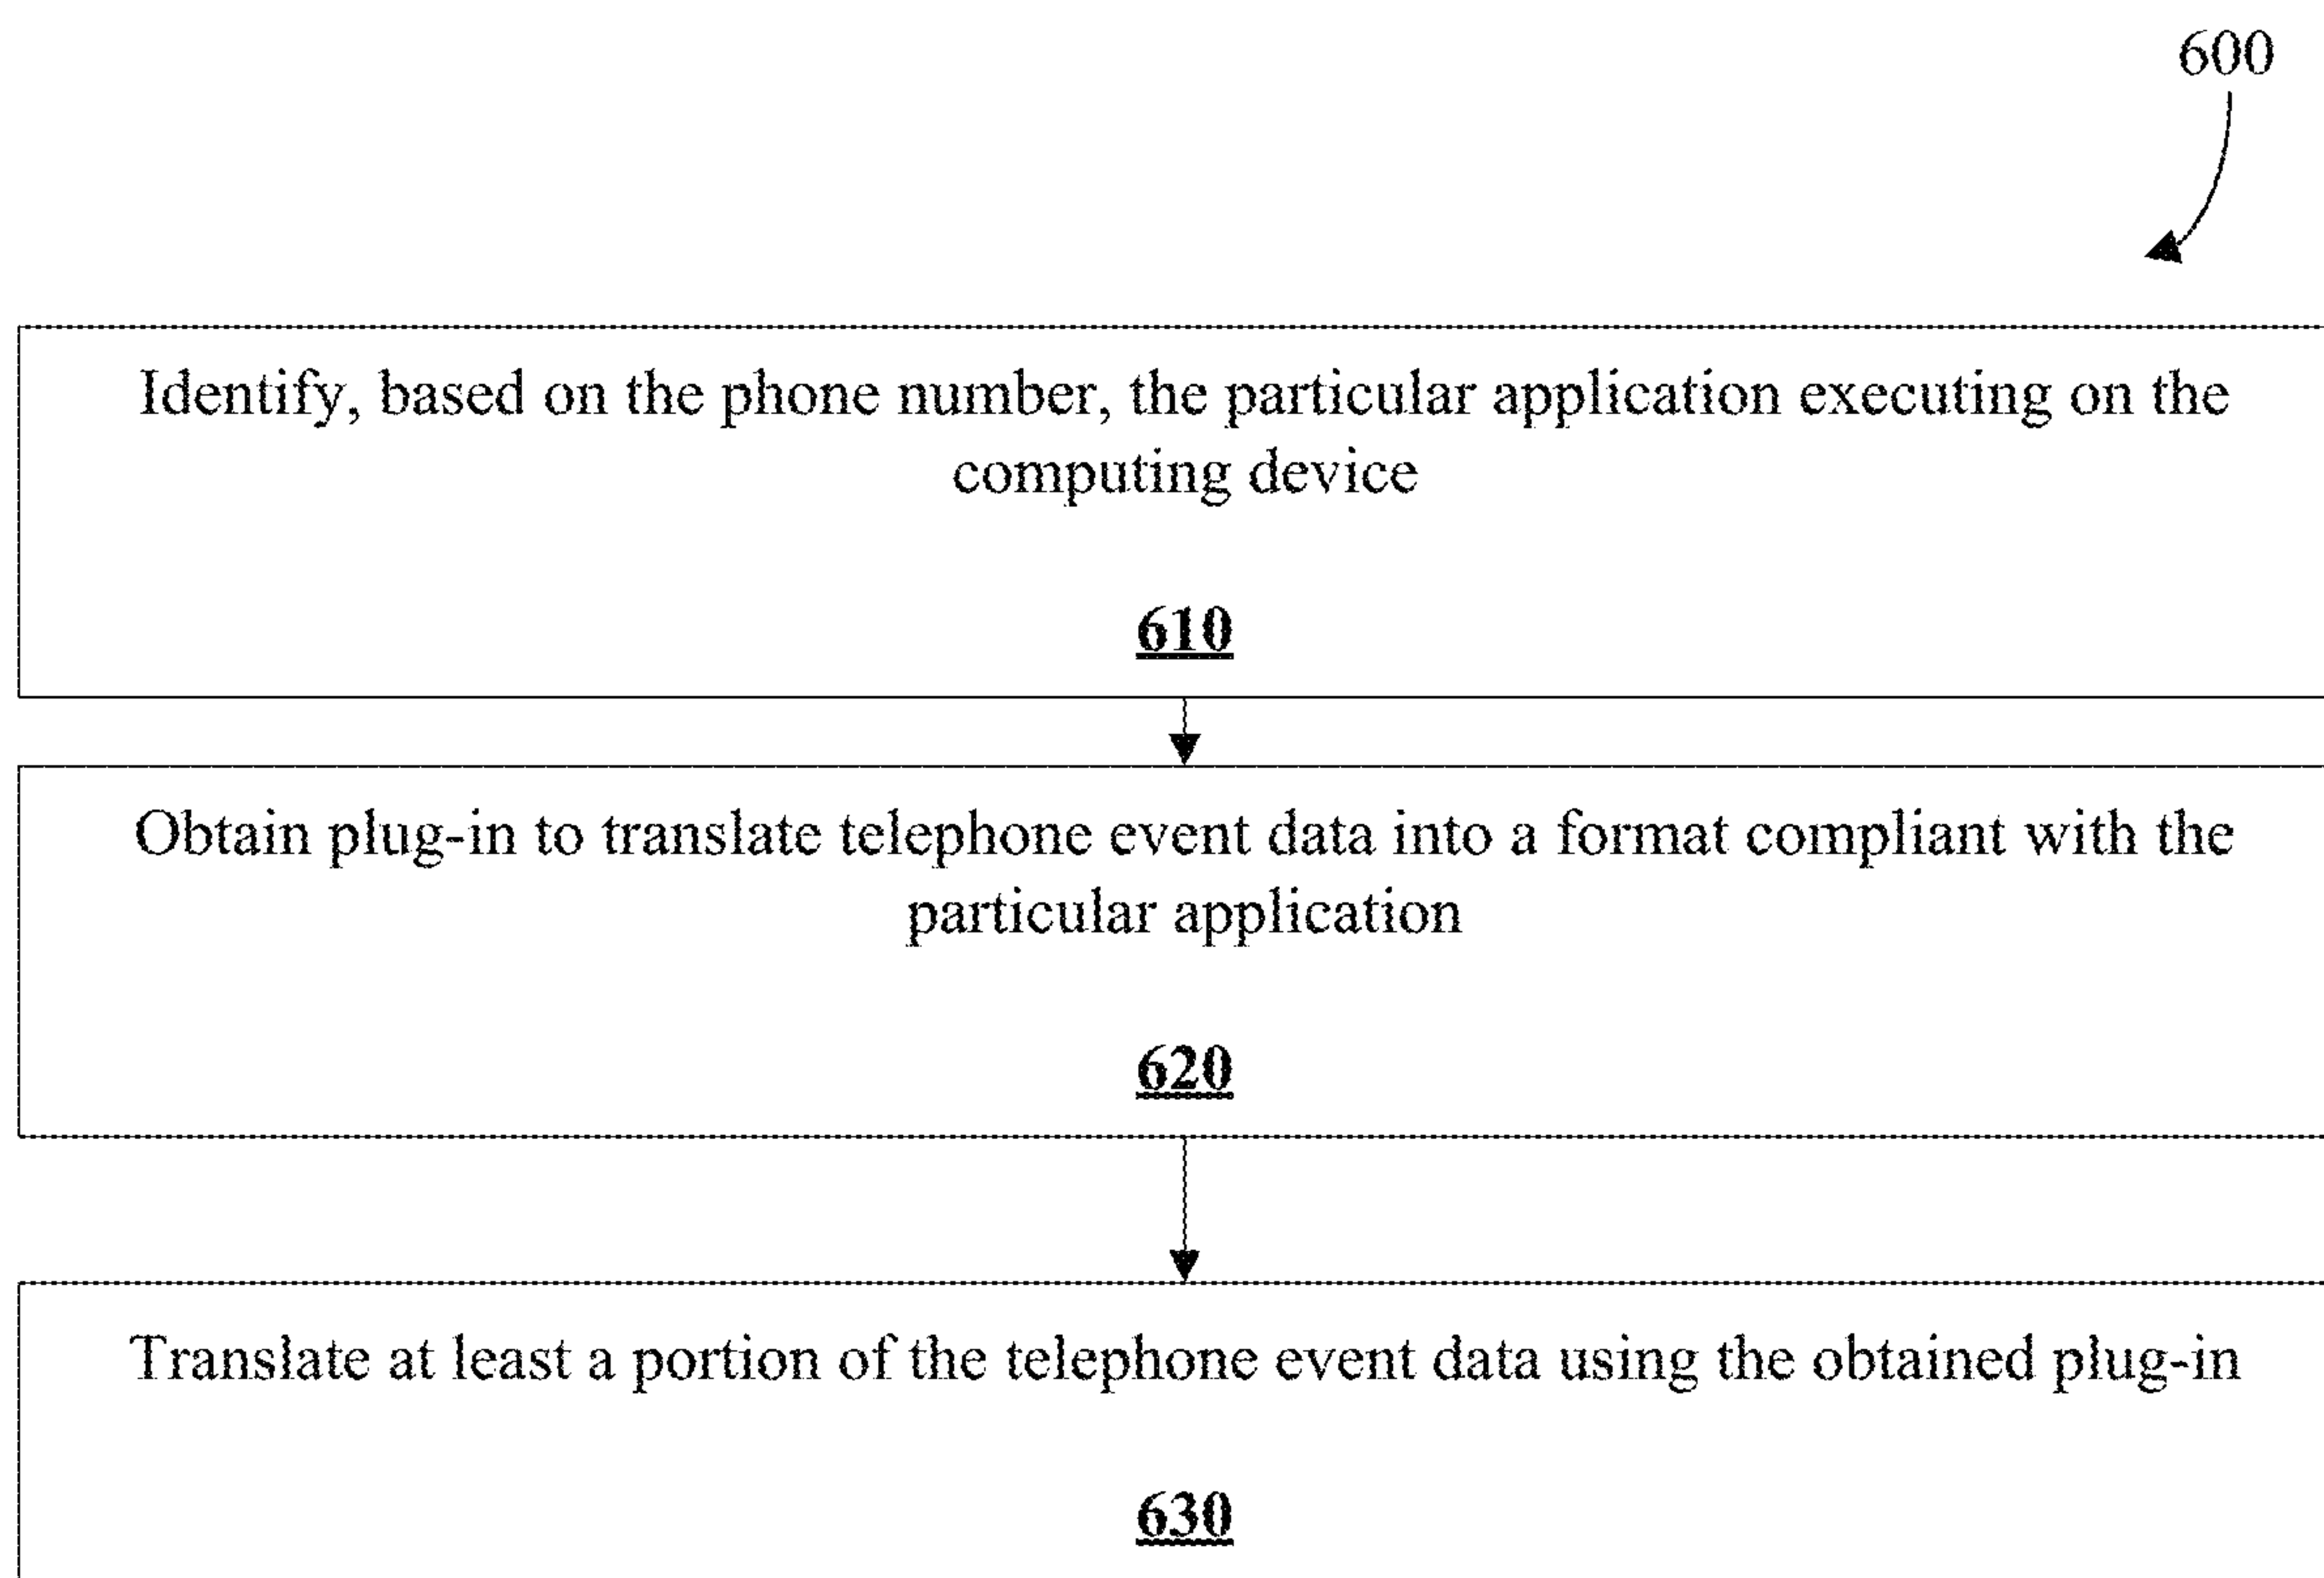 600
Identify, based on the phone number, the particular application executing on the
computing device
610
Obtain plug-in to translate telephone event data into a format compliant with the
particular application
620
Translate at least a portion of the telephone event data using the obtained plug-in
630